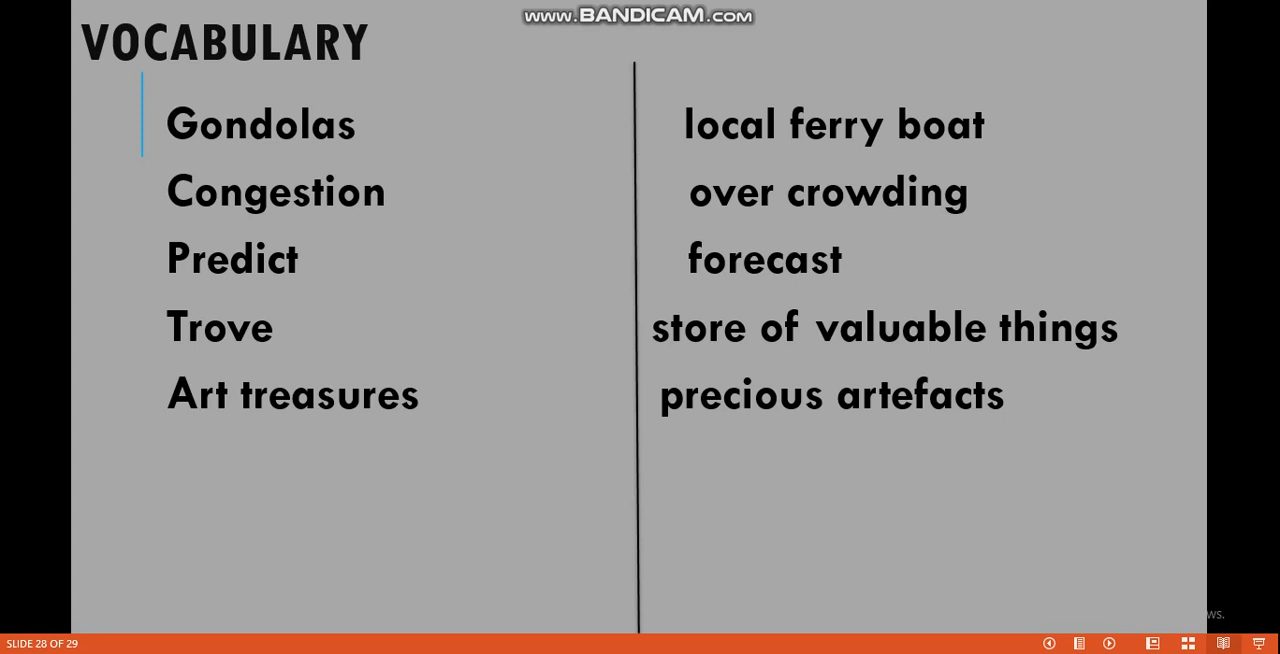 www.BANDICAM.com
VOCABULARY
Gondolas local ferry boat
Congestion over crowding
Predict forecast
Trove store of valuable things
Art treasures precious artefacts
ws.
SLIDE 28 OF 29